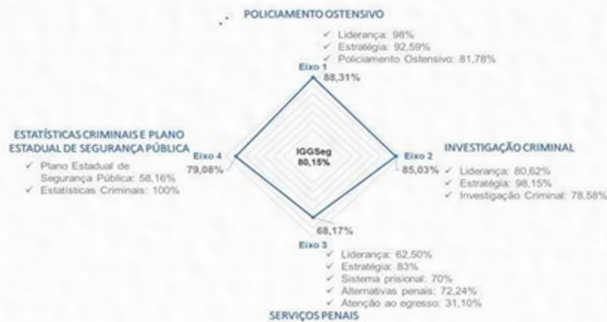 POLICIAMENTO OSTENSIVO
✓ Liderança: 98%
✓ Estratégia: 92,59%
✓ Policiamento Ostensivo: 81,78%
Eixo 1
88,31%
ESTATÍSTICAS CRIMINAIS E PLANO
ESTADUAL DE SEGURANÇA PÚBLICA
✓ Plano Estadual de
Segurança Pública: 58,16%
✓ Estatísticas Criminais: 100%
Eixo 4
79,08%
IGGSeg
80,15%
Eixo 2
85,03%
INVESTIGAÇÃO CRIMINAL
✓ Liderança: 80,62%
✓ Estratégia: 98,15%
✓ Investigação Criminal: 78,58%
68,17%
Eixo 3
✓ Liderança: 62,50%
✓ Estratégia: 83%
✓ Sistema prisional: 70%
✓ Alternativas penais: 72,24%
✓ Atenção ao egresso: 31,10%
SERVIÇOS PENAIS